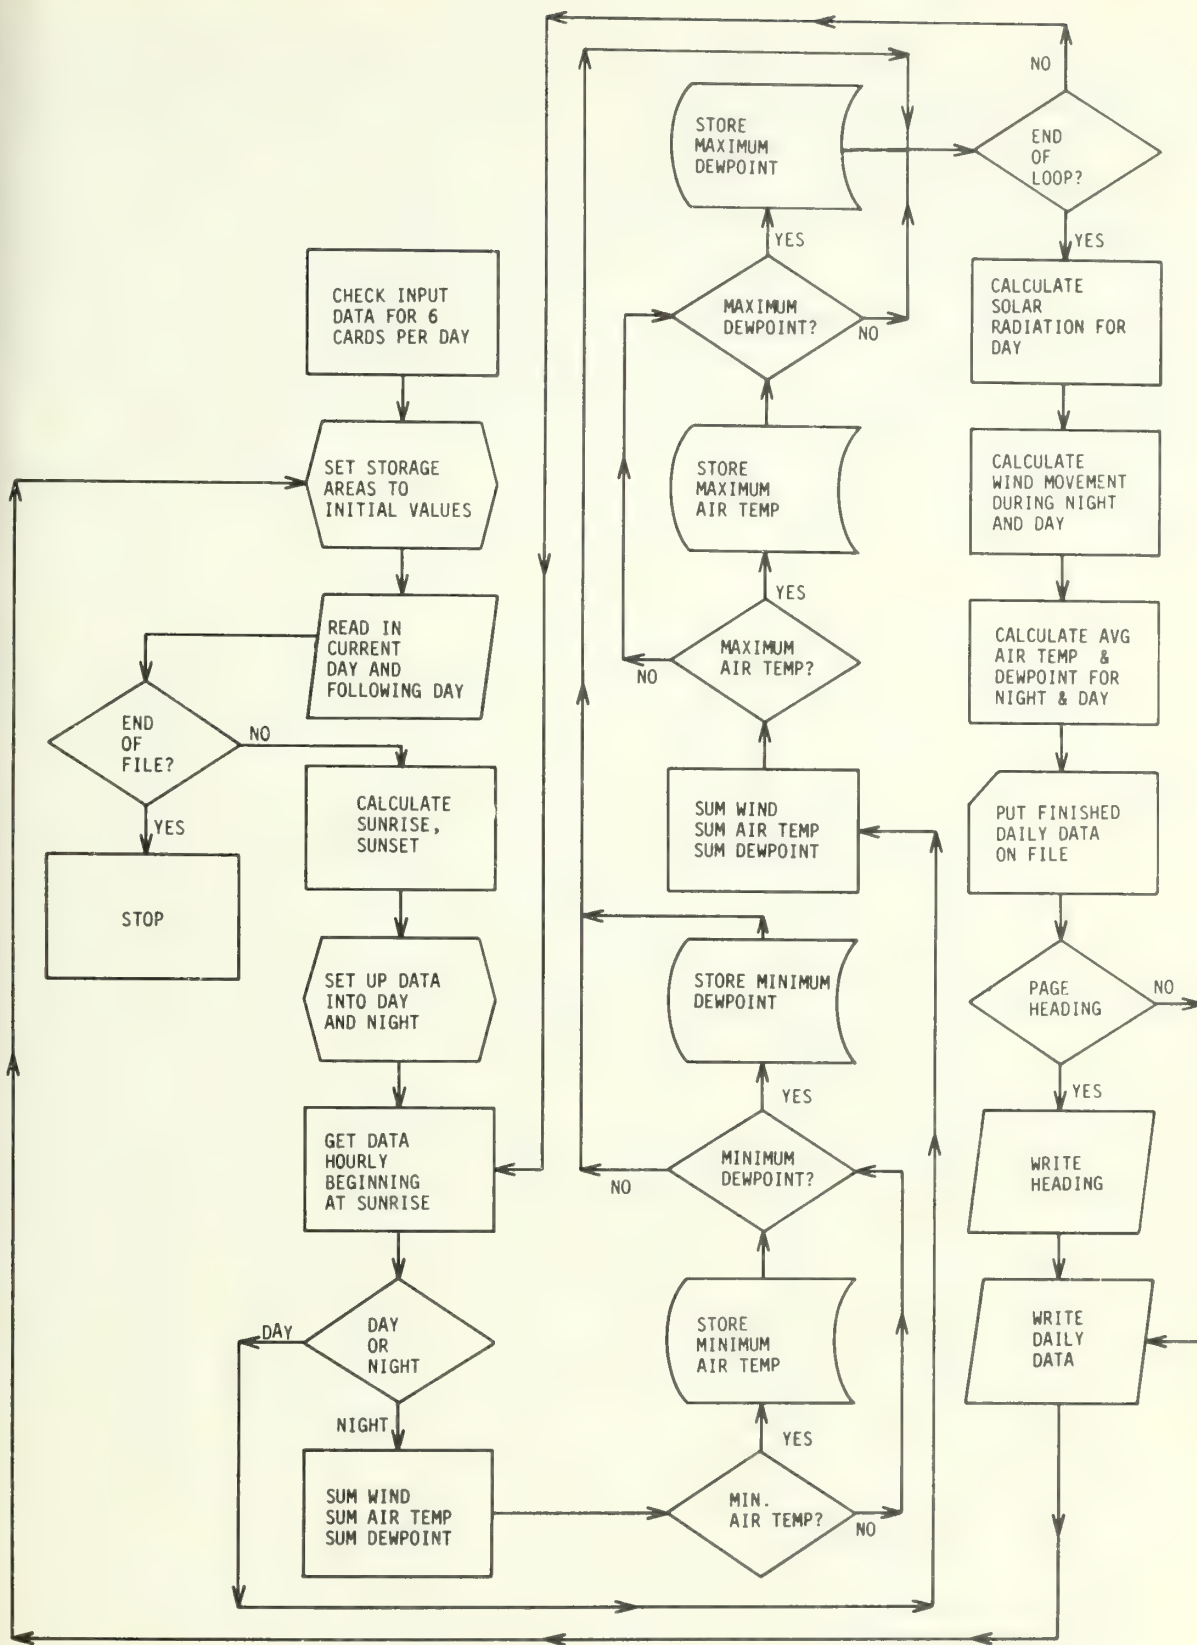 CHECK INPUT
DATA FOR 6
CARDS PER DAY
SET STORAGE
AREAS TO
INITIAL VALUES
READ IN
CURRENT
DAY AND
FOLLOWING DAY
END
OF
FILE?
NO
YES
STOP
CALCULATE
SUNRISE,
SUNSET
SET UP DATA
INTO DAY
AND NIGHT
GET DATA
HOURLY
BEGINNING
AT SUNRISE
DAY
OR
NIGHT
DAY
NIGHT
SUM WIND
SUM AIR TEMP
SUM DEWPOINT
STORE
MAXIMUM
DEWPOINT
YES
MAXIMUM
DEWPOINT?
NO
STORE
MAXIMUM
AIR TEMP
YES
MAXIMUM
AIR TEMP?
NO
SUM WIND
SUM AIR TEMP
SUM DEWPOINT
STORE MINIMUM
DEWPOINT
YES
MINIMUM
DEWPOINT?
NO
STORE
MINIMUM
AIR TEMP
YES
MIN.
AIR TEMP?
NO
NO
END
OF
LOOP?
YES
CALCULATE
SOLAR
RADIATION FOR
DAY
CALCULATE
WIND MOVEMENT
DURING NIGHT
AND DAY
CALCULATE AVG
AIR TEMP &
DEWPOINT FOR
NIGHT & DAY
PUT FINISHED
DAILY DATA
ON FILE
PAGE
HEADING
NO
YES
WRITE
HEADING
WRITE
DAILY
DATA